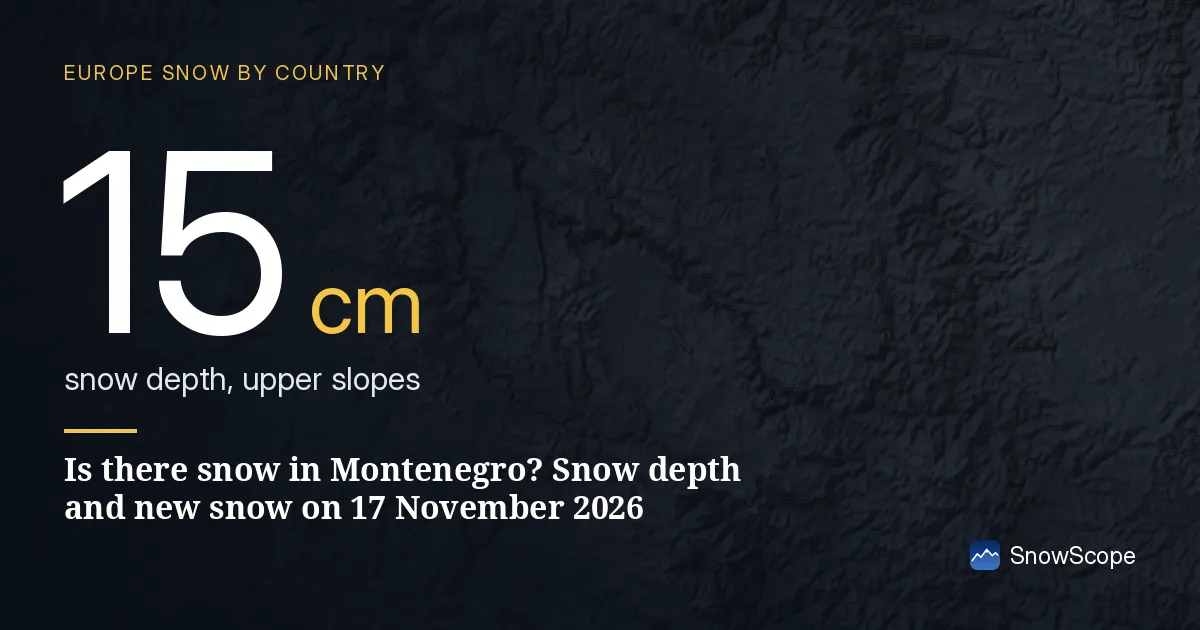 EUROPE SNOW BY COUNTRY
15 cm
snow depth, upper slopes
Is there snow in Montenegro? Snow depth
and new snow on 17 November 2026
SnowScope